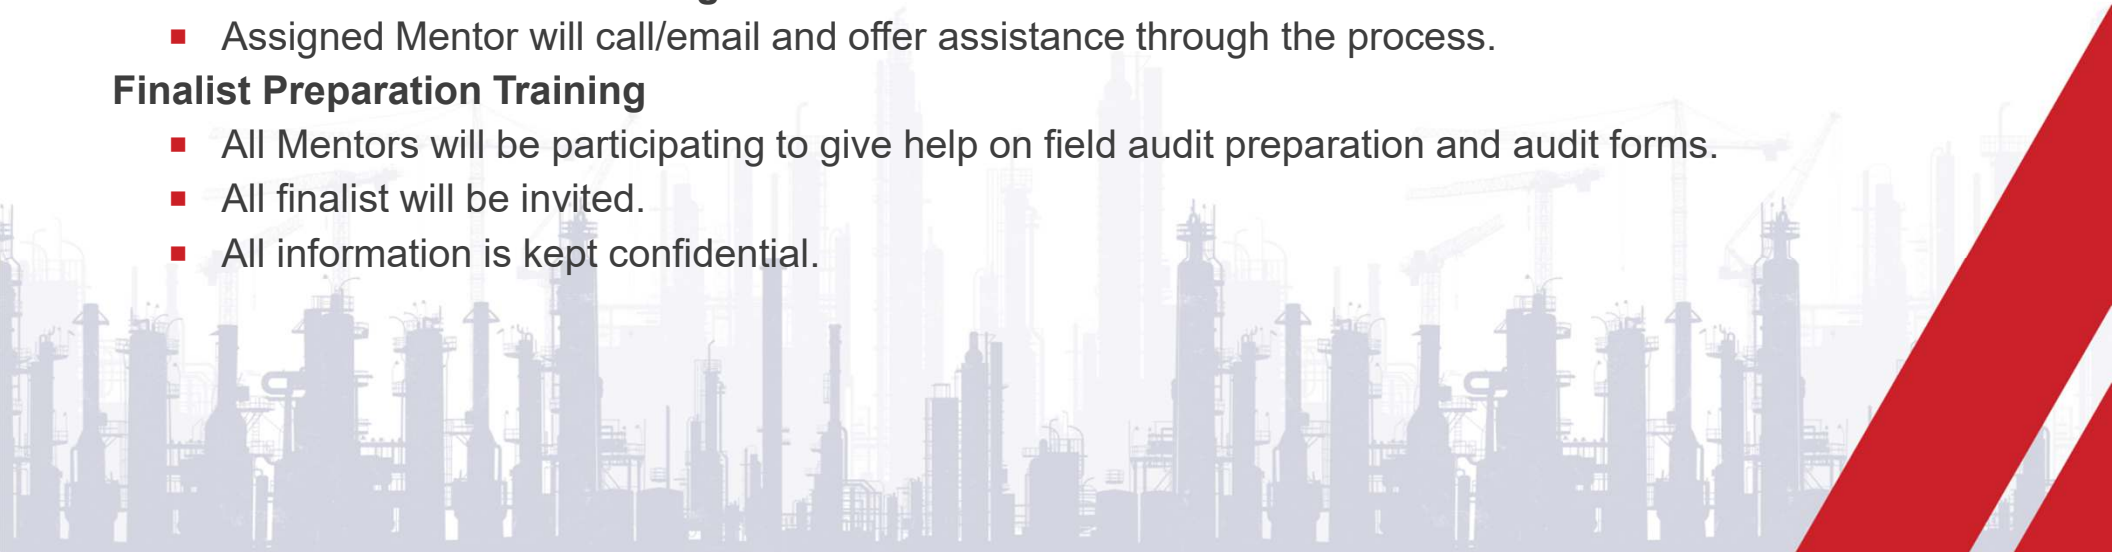 ▪ Assigned Mentor will call/email and offer assistance through the process.
Finalist Preparation Training
▪ All Mentors will be participating to give help on field audit preparation and audit forms.
▪ All finalist will be invited.
▪ All information is kept confidential.